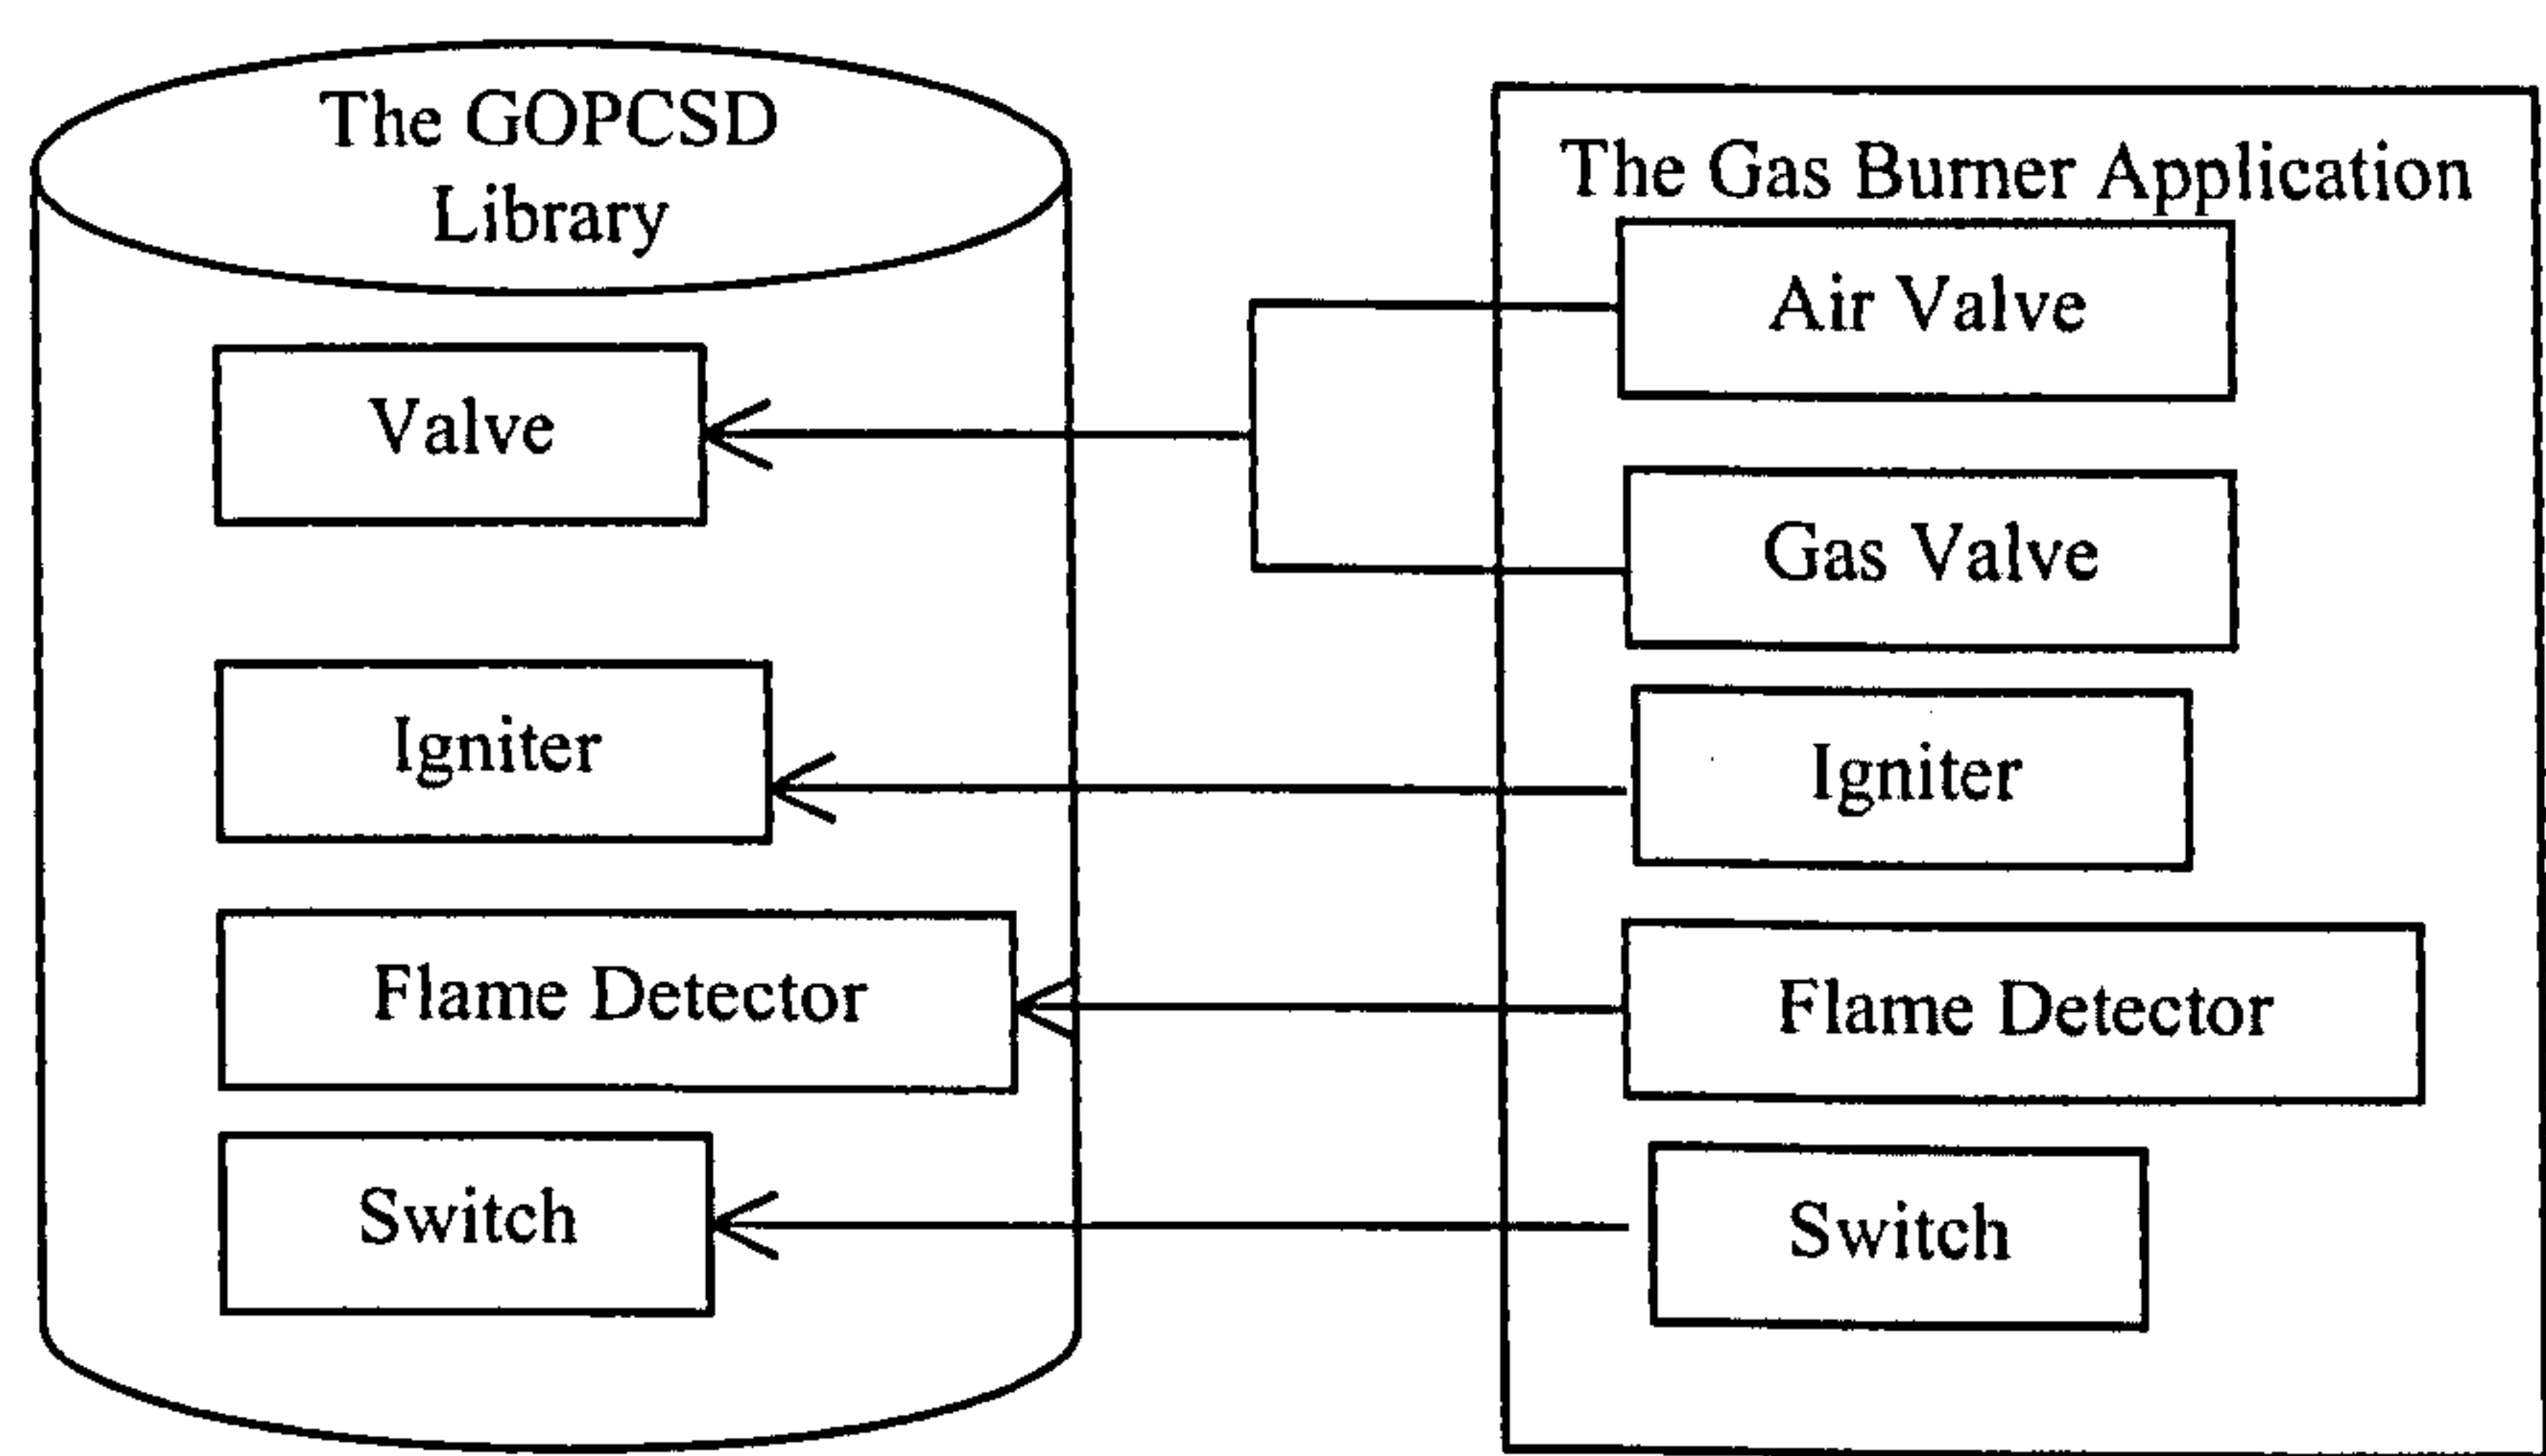 The GOPCSD
Library
Valve
Igniter
Flame Detector
Switch
The Gas Burner Application
Air Valve
Gas Valve
Igniter
Flame Detector
Switch